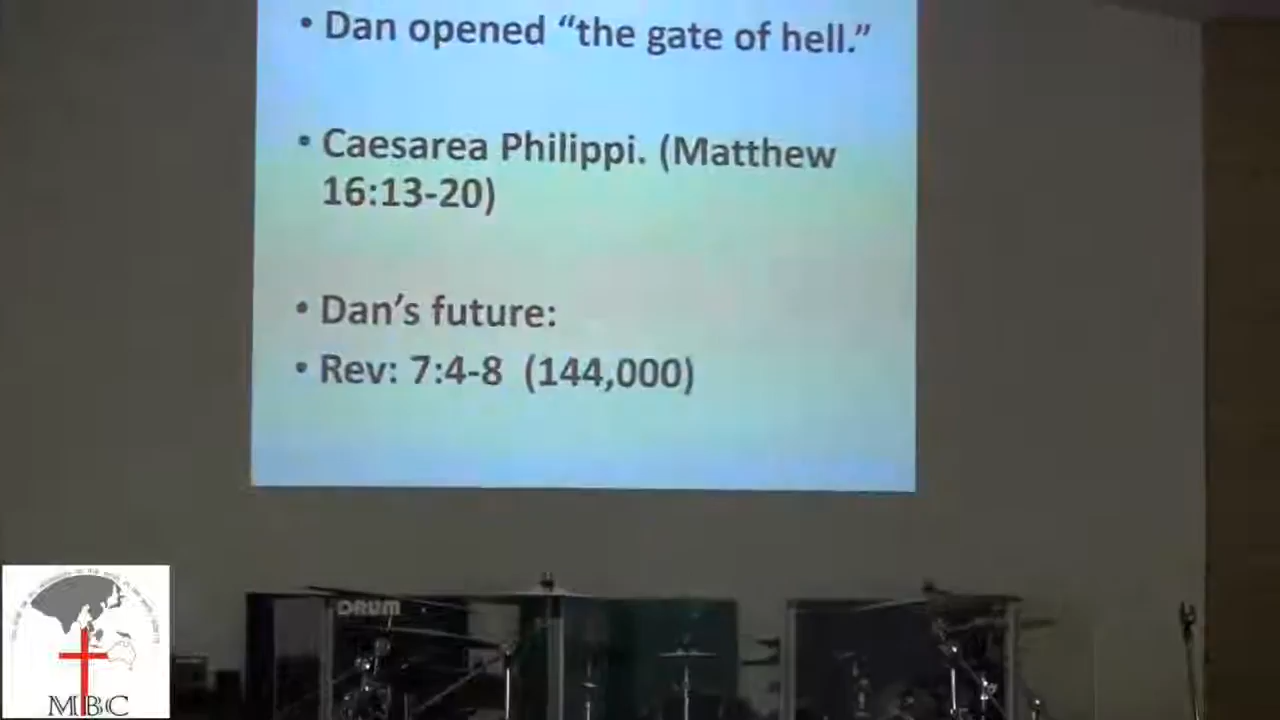 • Dan opened “the gate of hell.”
• Caesarea Philippi. (Matthew
16:13-20)
• Dan’s future:
• Rev: 7:4-8 (144,000)
DRUM
MBC